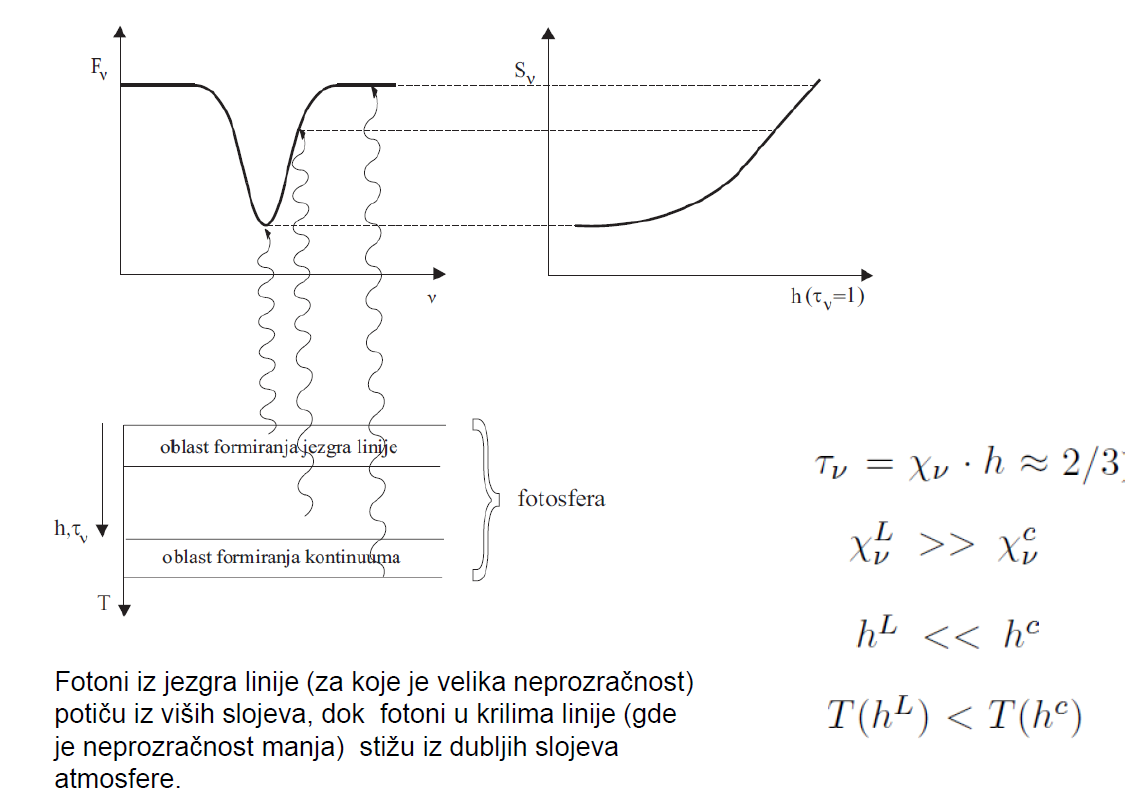 F_ν
S_ν
ν
h (τ_ν=1)
oblast formiranja jezgra linije
fotosfera
h,τ_ν
oblast formiranja kontinuuma
T
τ_ν = χ_ν · h ≈ 2/3
χ_ν^L >> χ_ν^c
h^L << h^c
T(h^L) < T(h^c)
Fotoni iz jezgra linije (za koje je velika neprozračnost)
potiču iz viših slojeva, dok  fotoni u krilima linije (gde
je neprozračnost manja)  stižu iz dubljih slojeva
atmosfere.